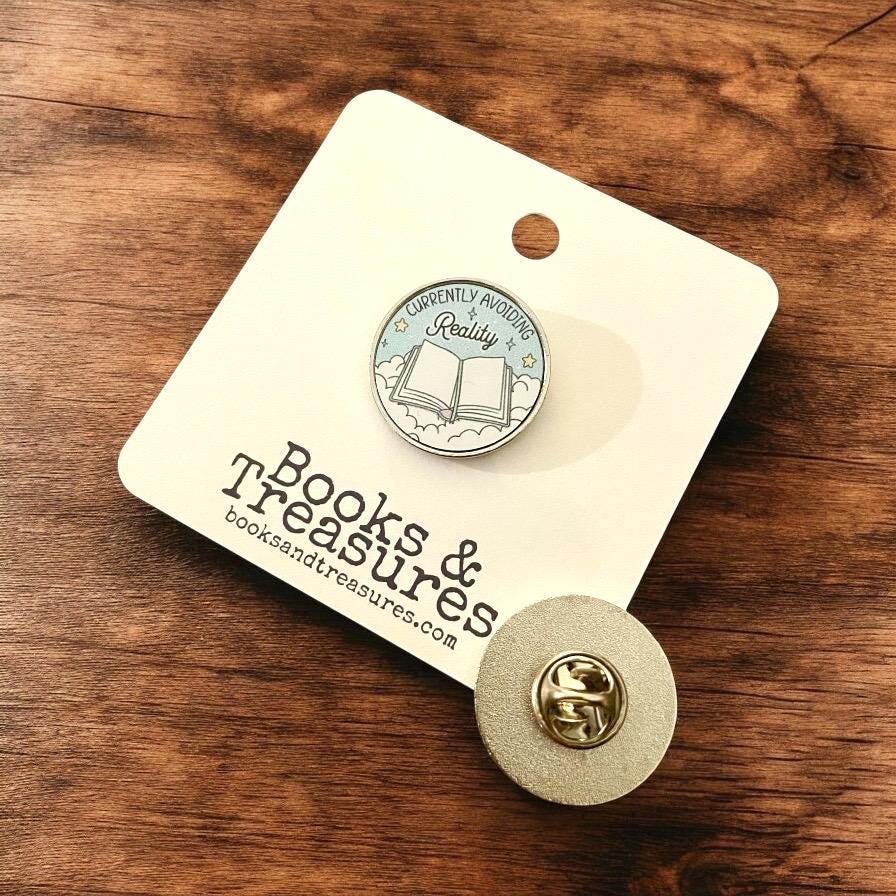 CURRENTLY AVOIDING
Reality
Books &
Treasures
booksandtreasures.com